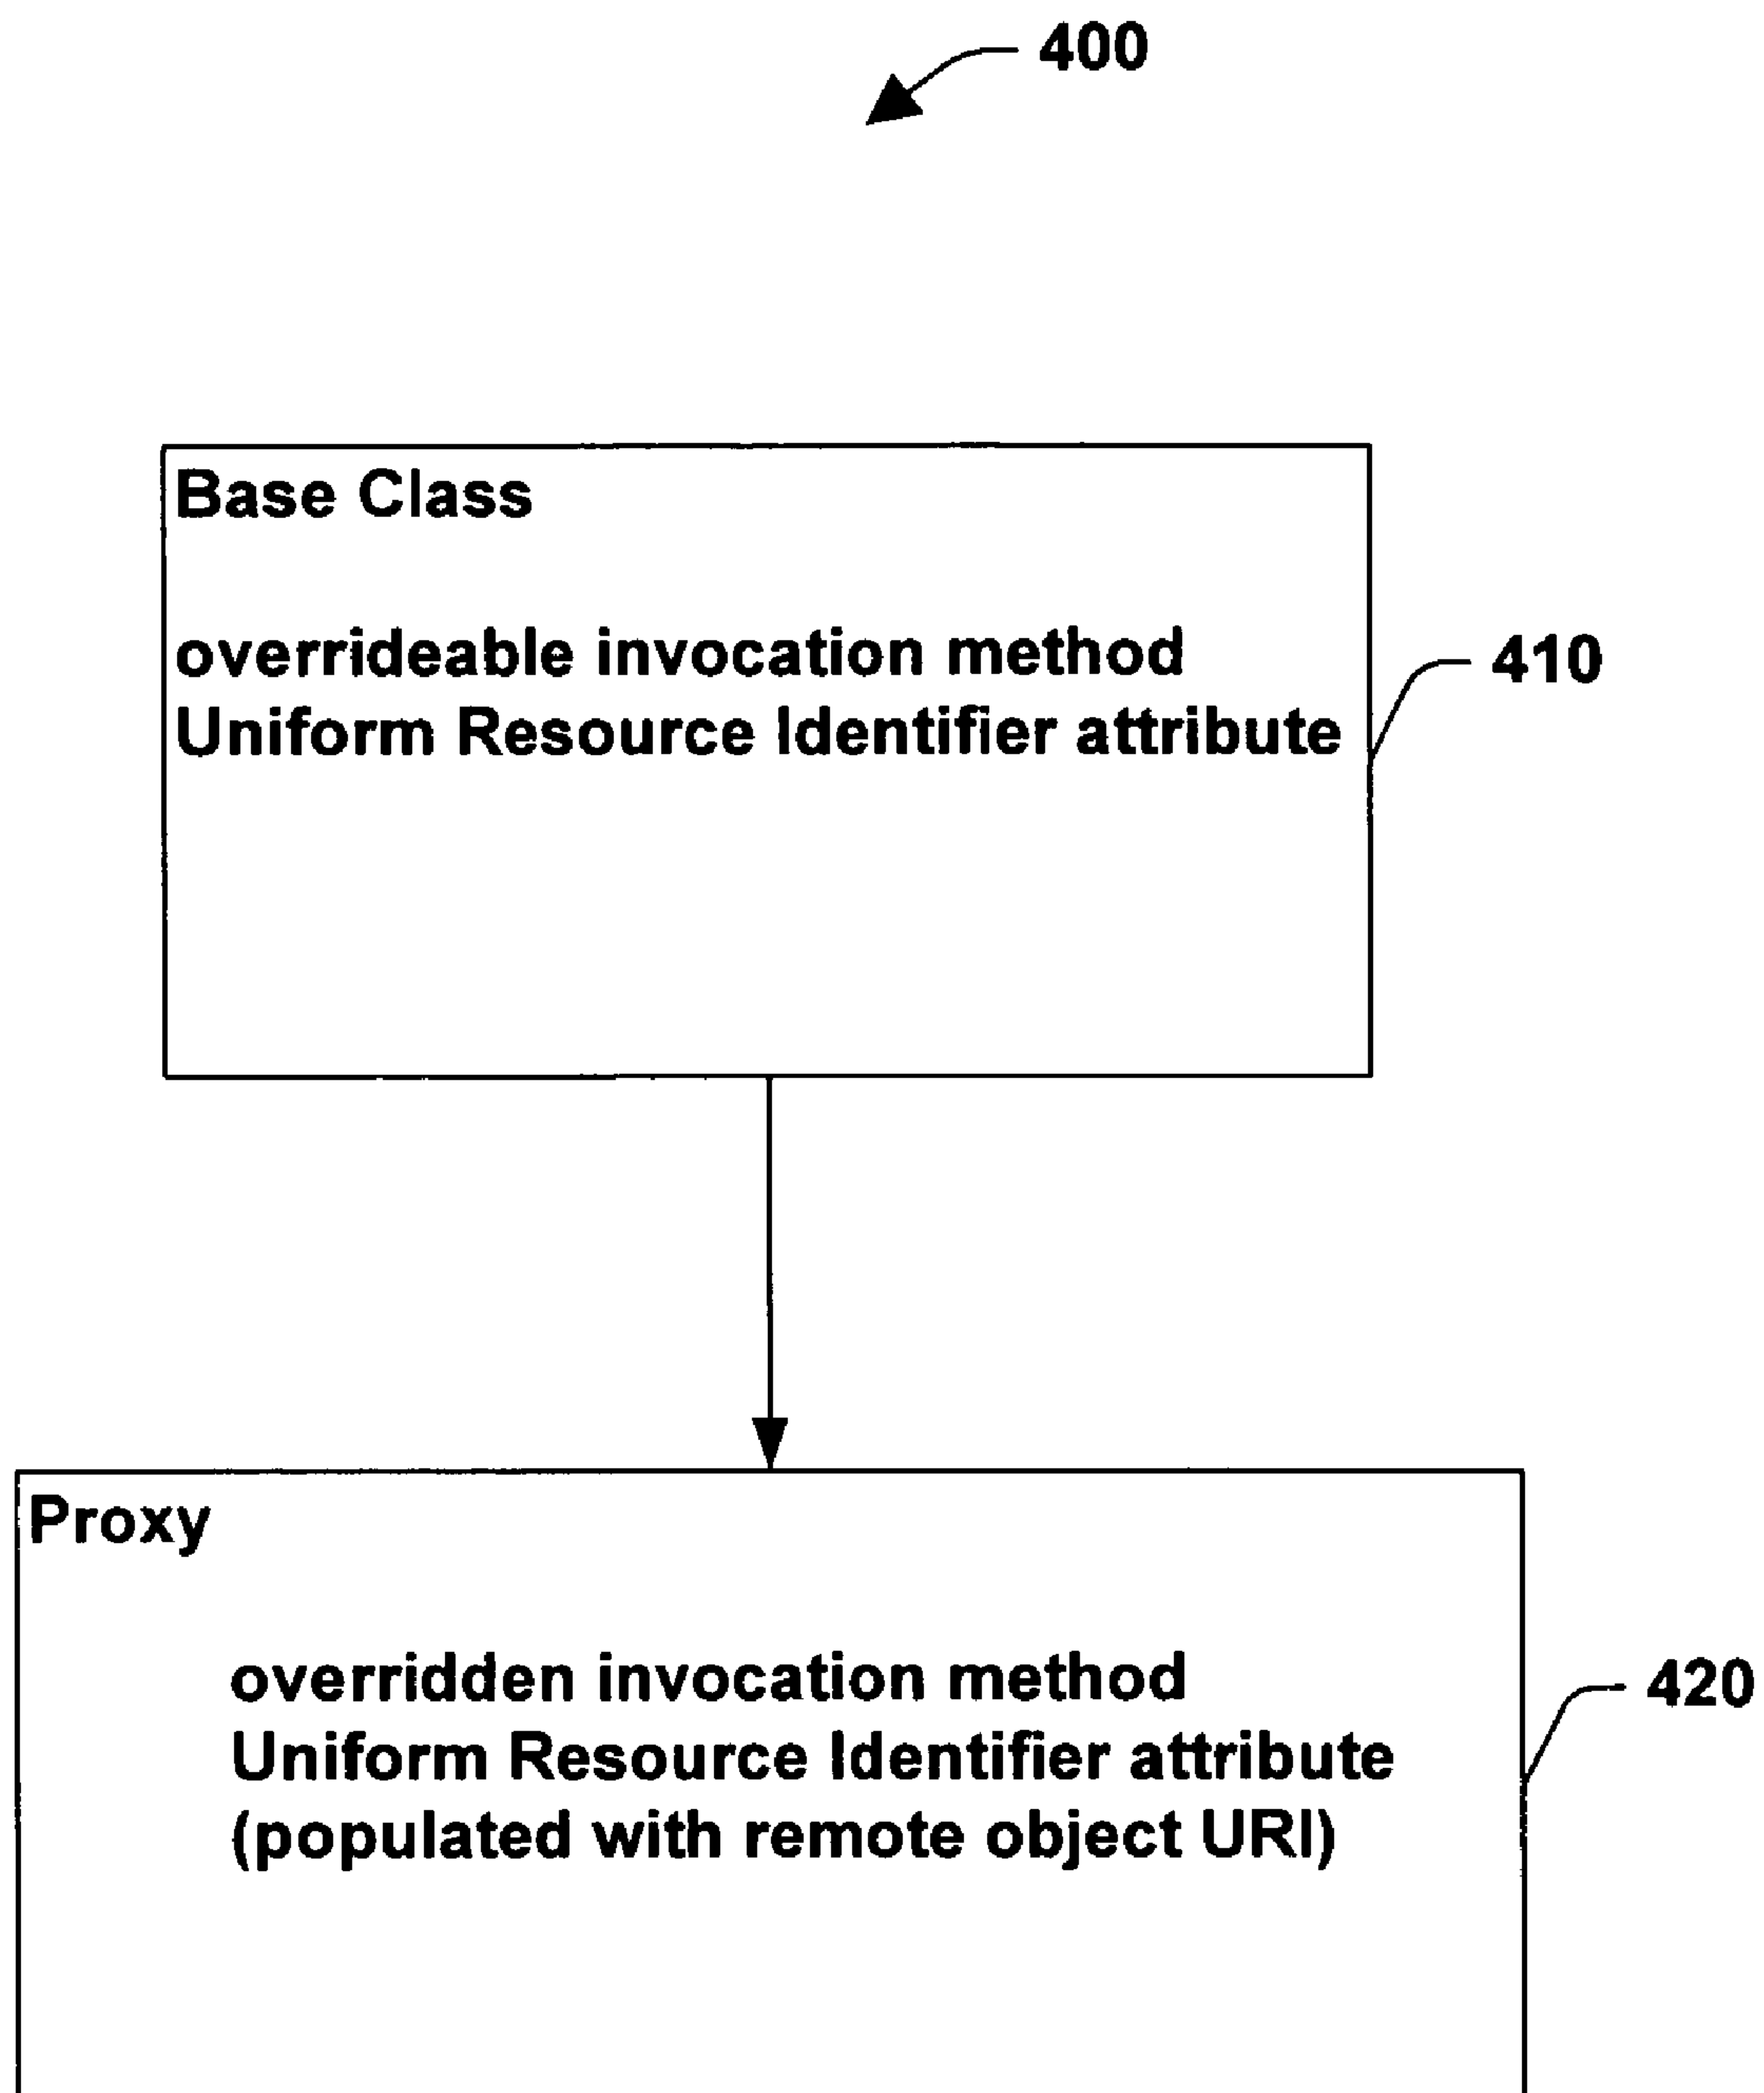 400
Base Class
overrideable invocation method
Uniform Resource Identifier attribute
410
Proxy
overridden invocation method
Uniform Resource Identifier attribute
(populated with remote object URI)
420